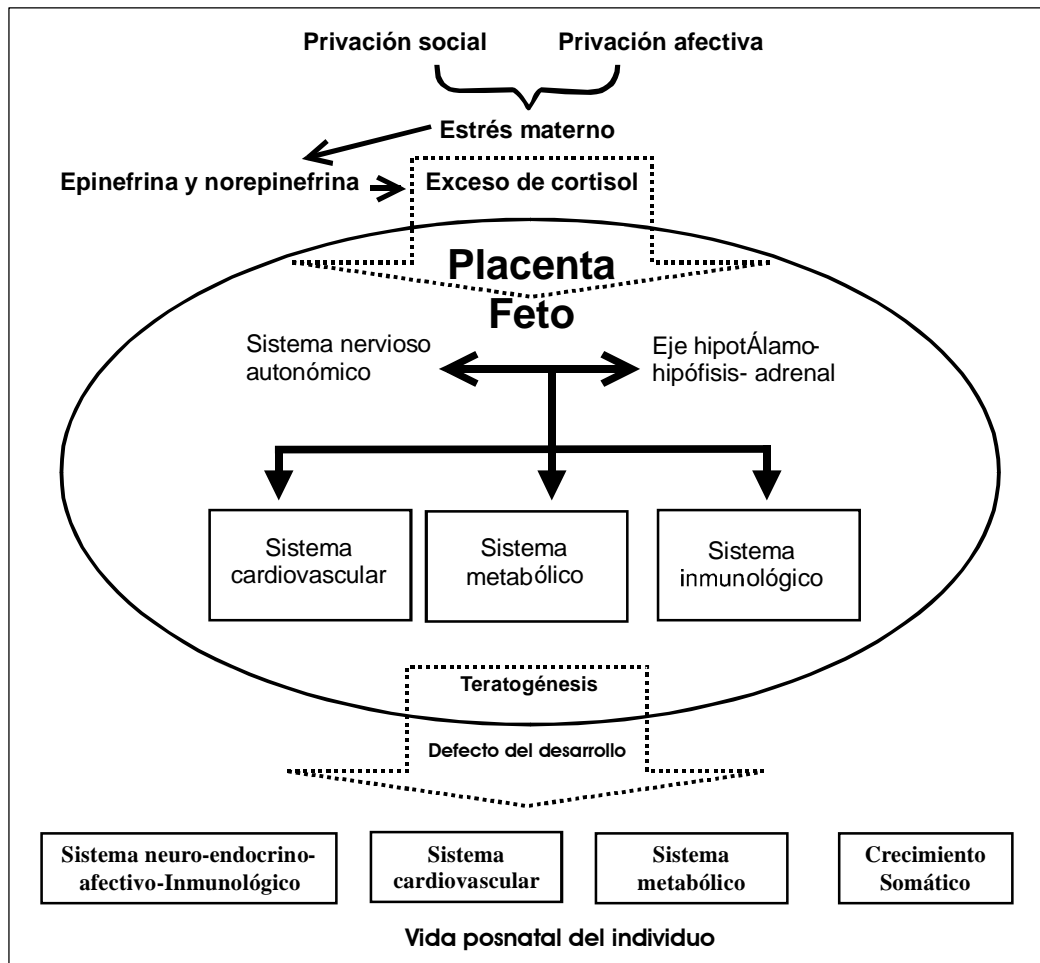 Privación social Privación afectiva
Estrés materno
Epinefrina y norepinefrina Exceso de cortisol
Placenta
Feto
Sistema nervioso
autonómico
Eje hipotÁlamo-
hipófisis- adrenal
Sistema
cardiovascular
Sistema
metabólico
Sistema
inmunológico
Teratogénesis
Defecto del desarrollo
Sistema neuro-endocrino-
afectivo-Inmunológico
Sistema
cardiovascular
Sistema
metabólico
Crecimiento
Somático
Vida posnatal del individuo